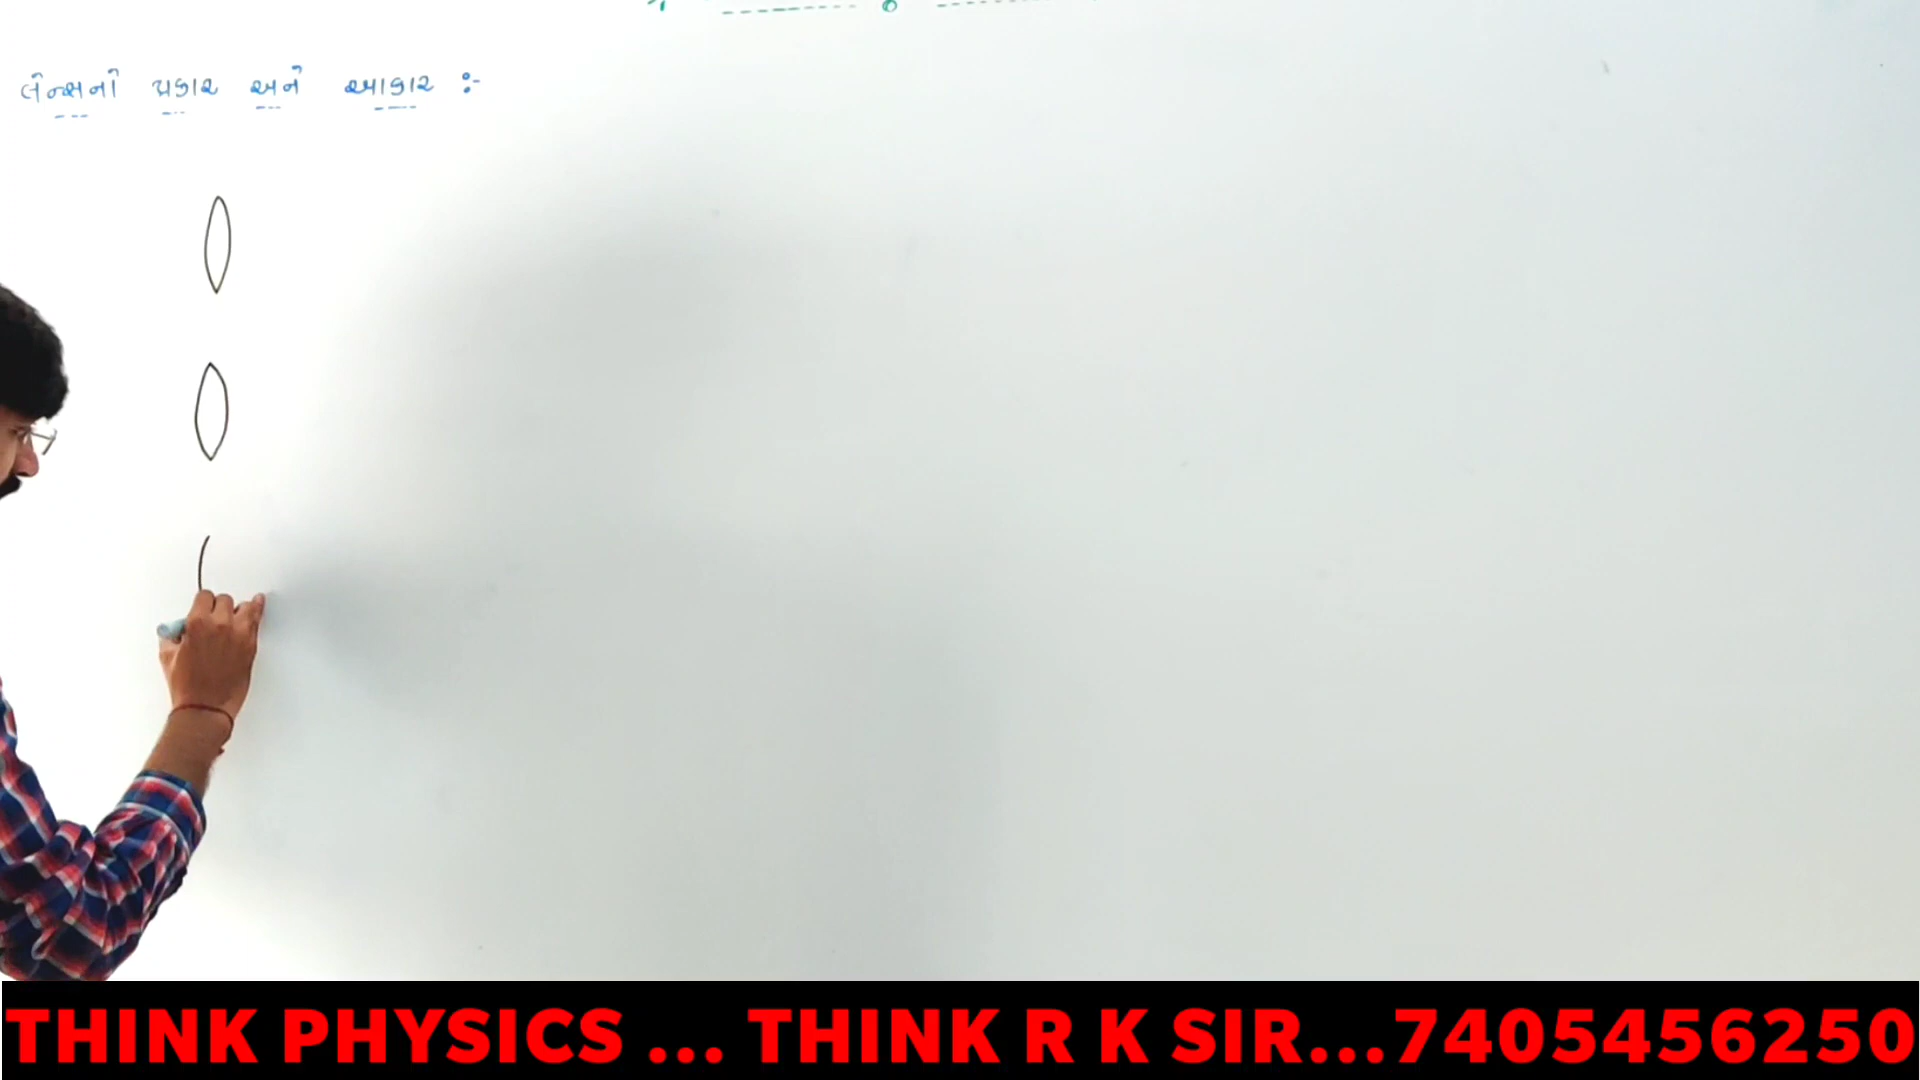 લેન્સનો પ્રકાર અને આકાર :-
THINK PHYSICS ... THINK R K SIR...7405456250